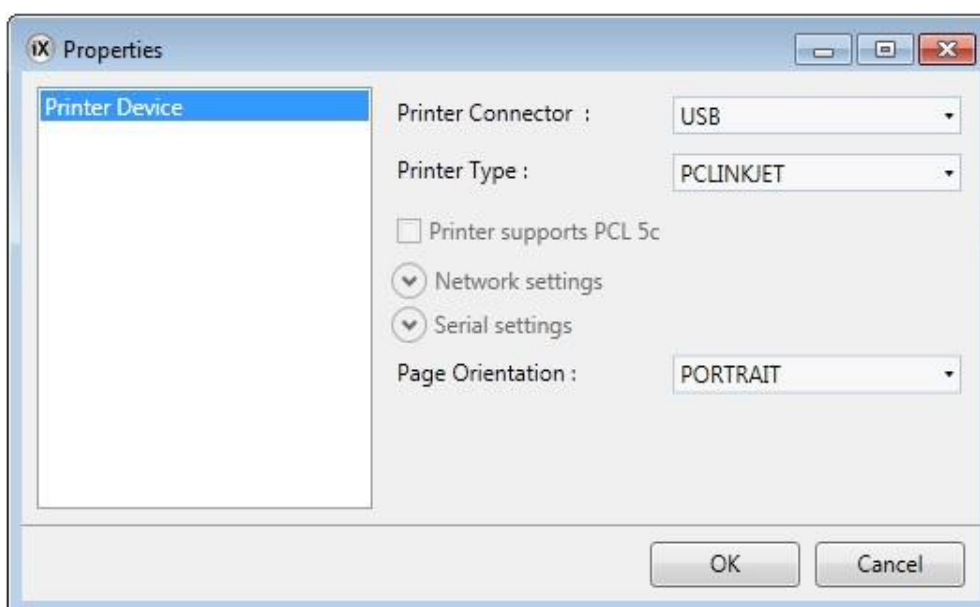 iX Properties
Printer Device
Printer Connector : USB
Printer Type : PCLINKJET
Printer supports PCL 5c
Network settings
Serial settings
Page Orientation : PORTRAIT
OK Cancel